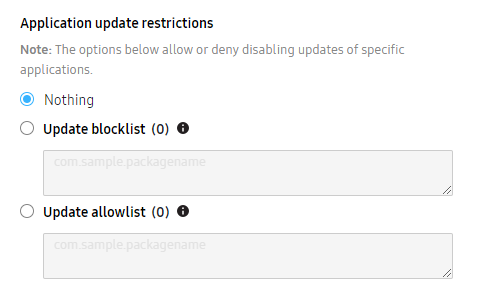 Application update restrictions
Note: The options below allow or deny disabling updates of specific
applications.
Nothing
Update blocklist (0)
com.sample.packagename
Update allowlist (0)
com.sample.packagename